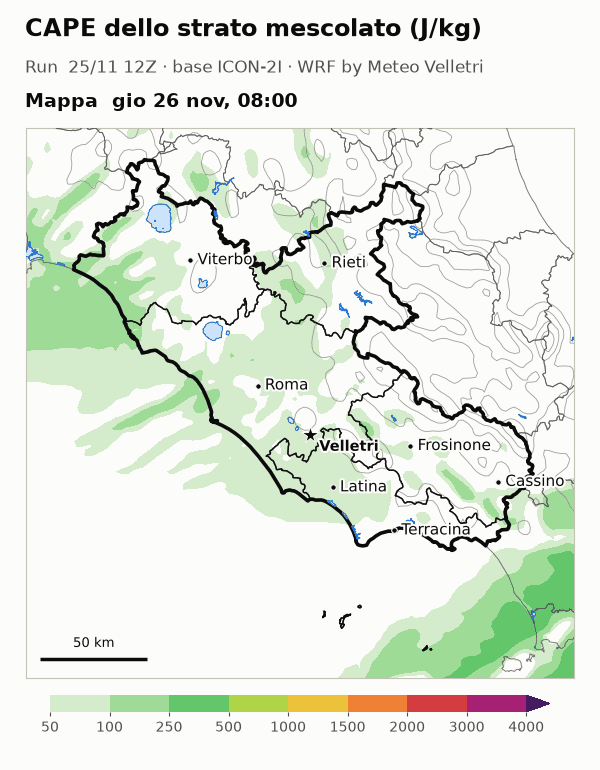 CAPE dello strato mescolato (J/kg)
Run  25/11 12Z · base ICON-2I · WRF by Meteo Velletri
Mappa  gio 26 nov, 08:00
Viterbo
Rieti
Roma
Velletri
Frosinone
Cassino
Latina
Terracina
50 km
50 100 250 500 1000 1500 2000 3000 4000